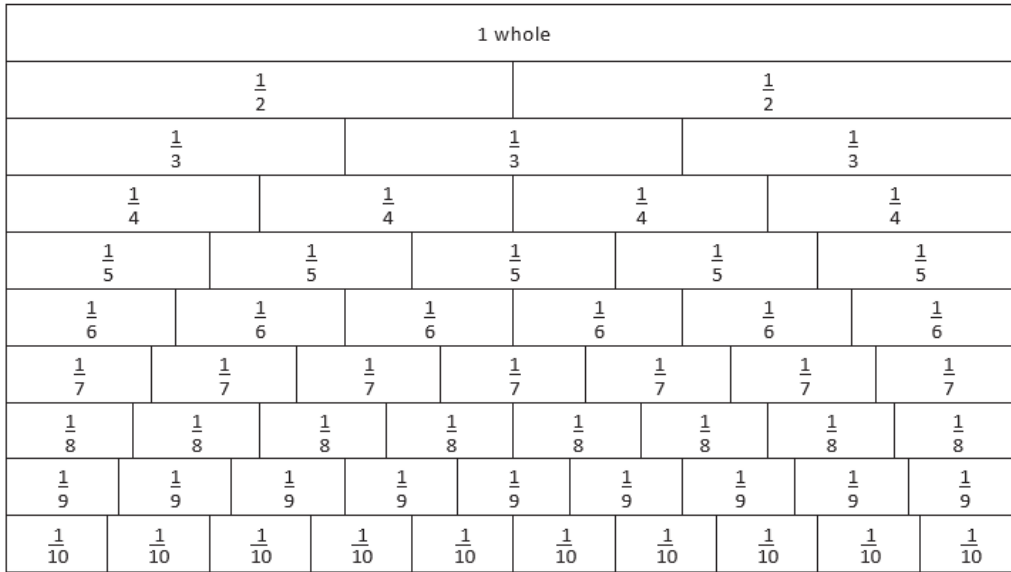 1 whole
1/2 1/2
1/3 1/3 1/3
1/4 1/4 1/4 1/4
1/5 1/5 1/5 1/5 1/5
1/6 1/6 1/6 1/6 1/6 1/6
1/7 1/7 1/7 1/7 1/7 1/7 1/7
1/8 1/8 1/8 1/8 1/8 1/8 1/8 1/8
1/9 1/9 1/9 1/9 1/9 1/9 1/9 1/9 1/9
1/10 1/10 1/10 1/10 1/10 1/10 1/10 1/10 1/10 1/10